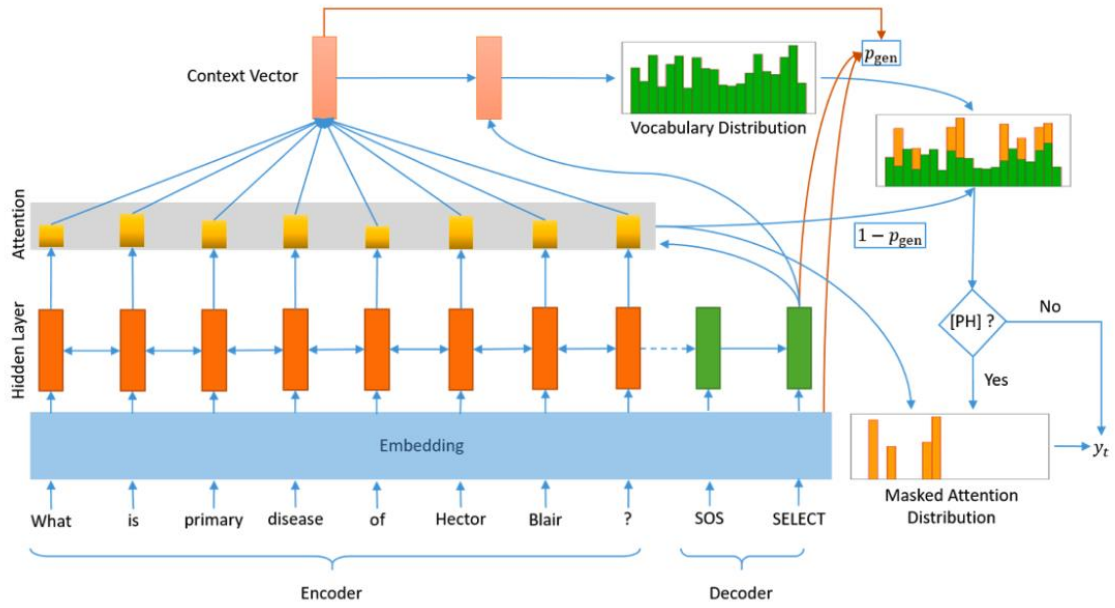 p_gen
Context Vector
Vocabulary Distribution
Attention
1 − p_gen
Hidden Layer
[PH] ?
No
Yes
Embedding
y_t
Masked Attention
Distribution
What is primary disease of Hector Blair ? SOS SELECT
Encoder
Decoder